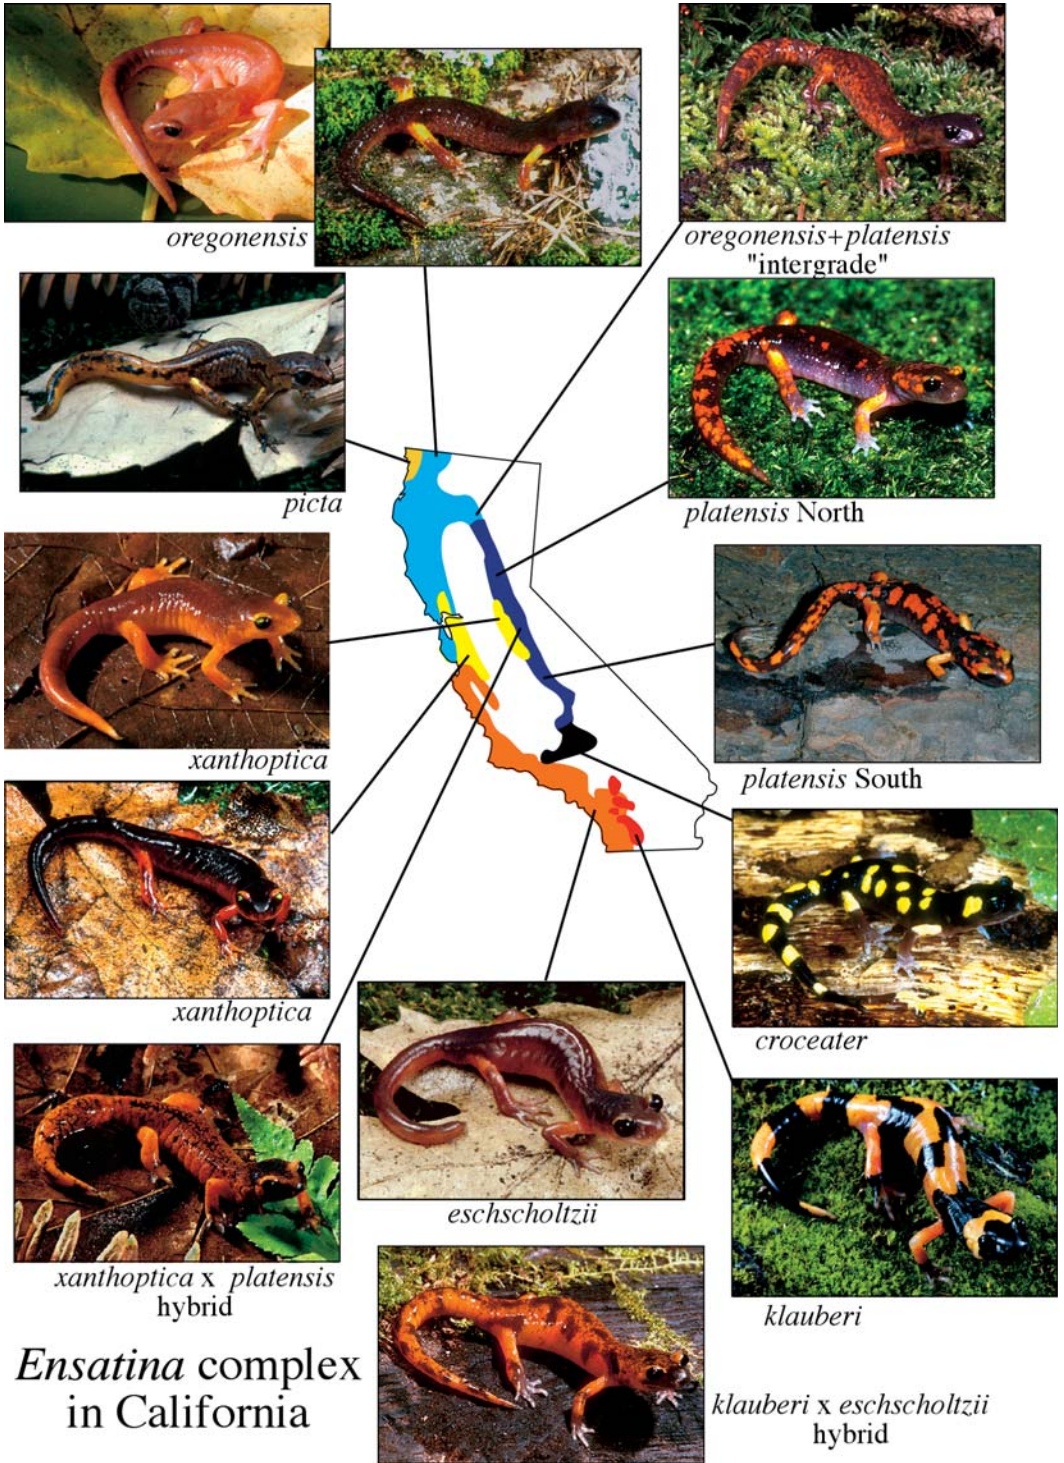 oregonensis
oregonensis+platensis
"intergrade"
picta
platensis North
xanthoptica
platensis South
xanthoptica
croceater
eschscholtzii
xanthoptica x platensis
hybrid
klauberi
Ensatina complex
in California
klauberi x eschscholtzii
hybrid